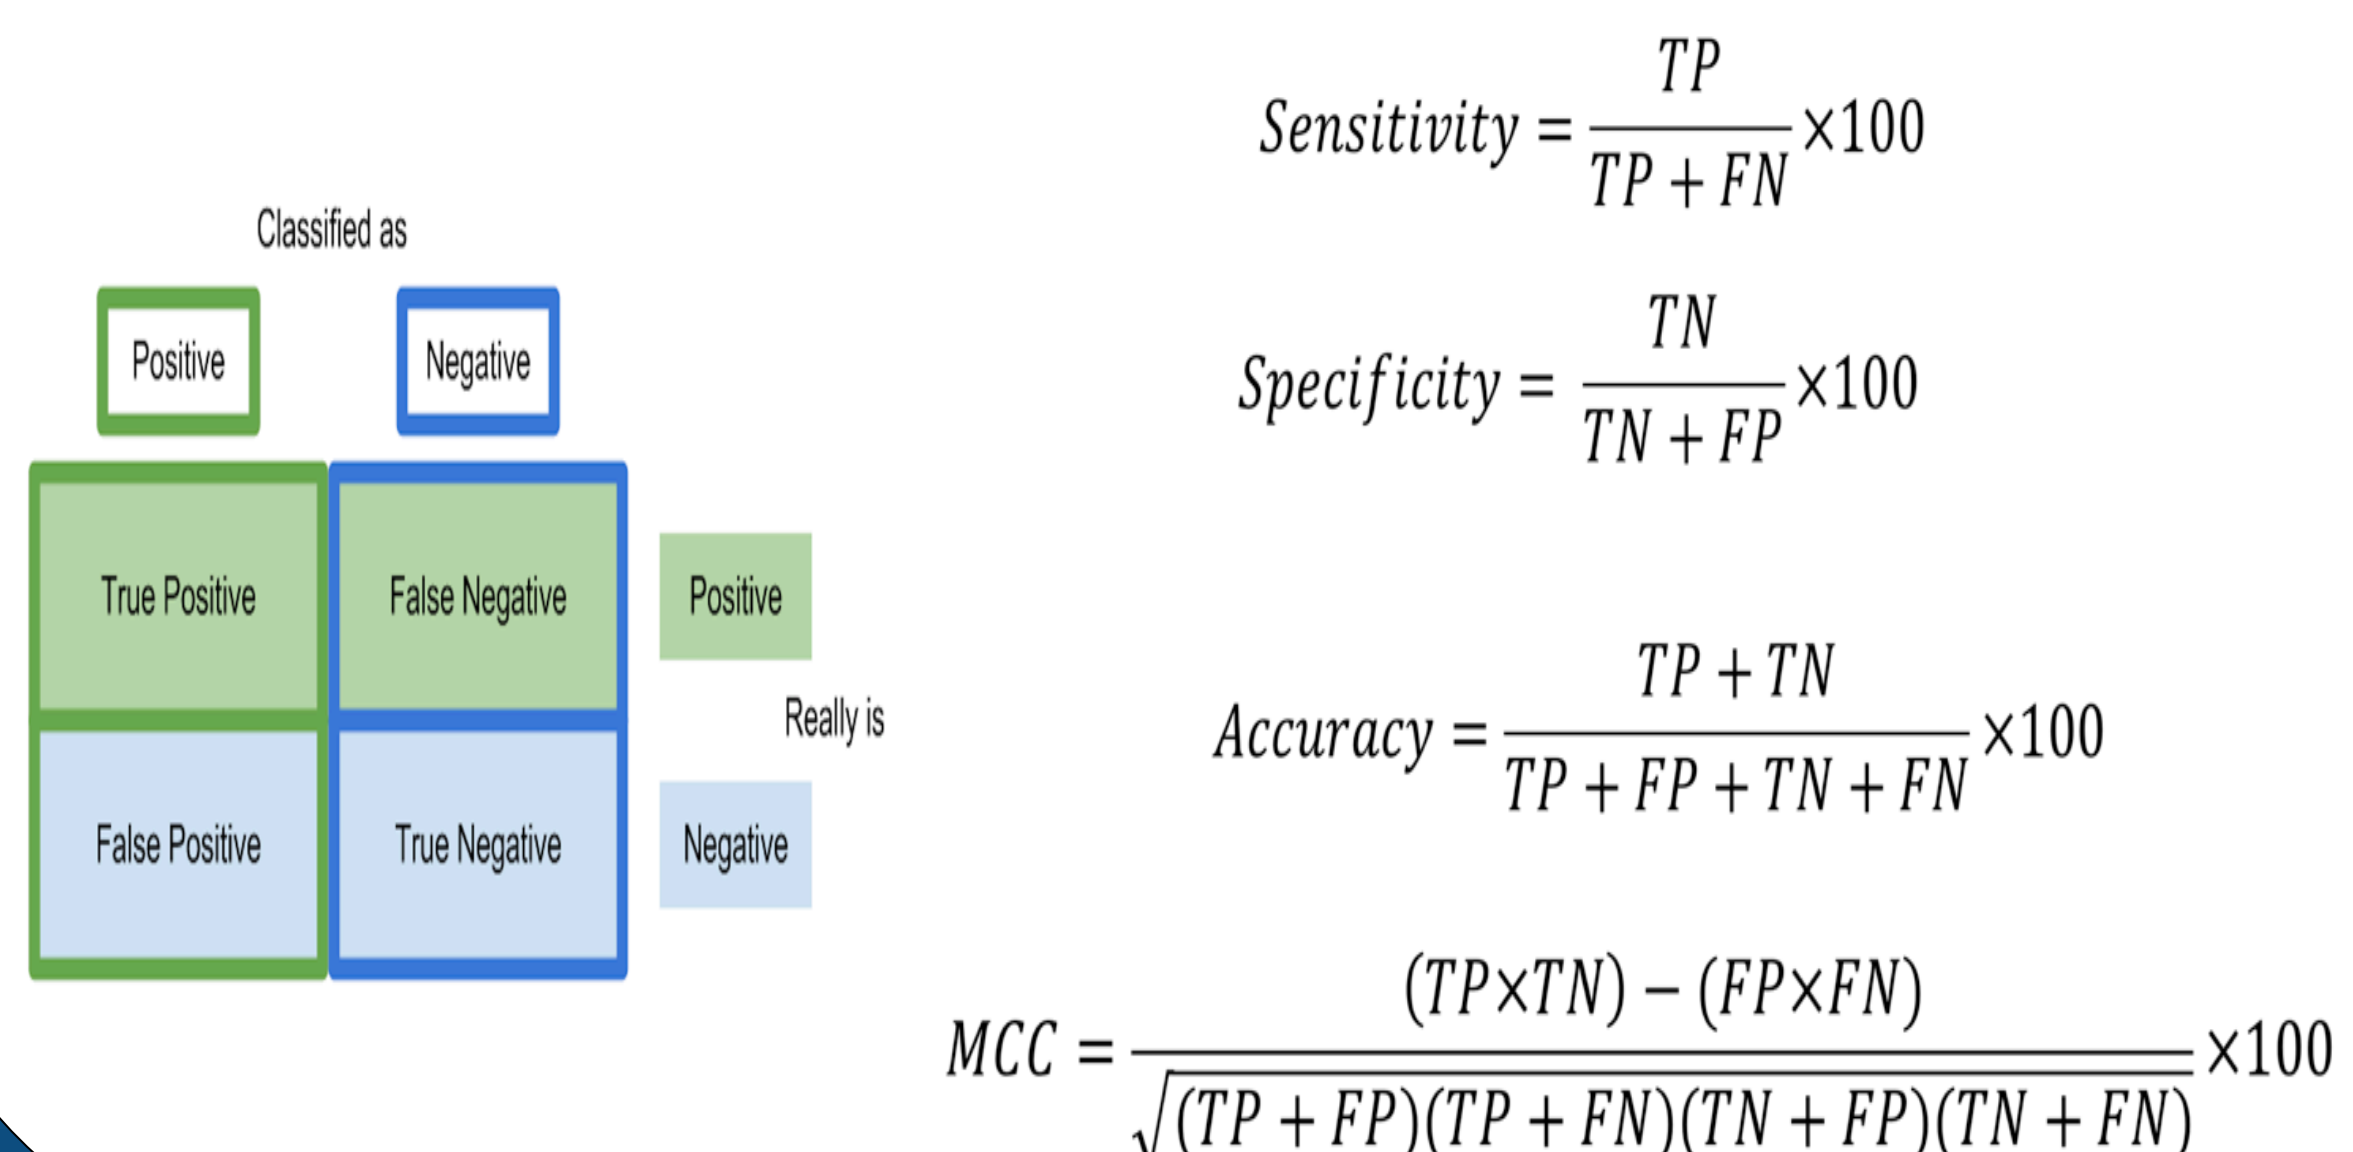 Classified as
Positive Negative
True Positive False Negative Positive
Really is
False Positive True Negative Negative
Sensitivity = TP / (TP + FN) ×100
Specificity = TN / (TN + FP) ×100
Accuracy = (TP + TN) / (TP + FP + TN + FN) ×100
MCC = ((TP×TN) − (FP×FN)) / √((TP + FP)(TP + FN)(TN + FP)(TN + FN)) ×100